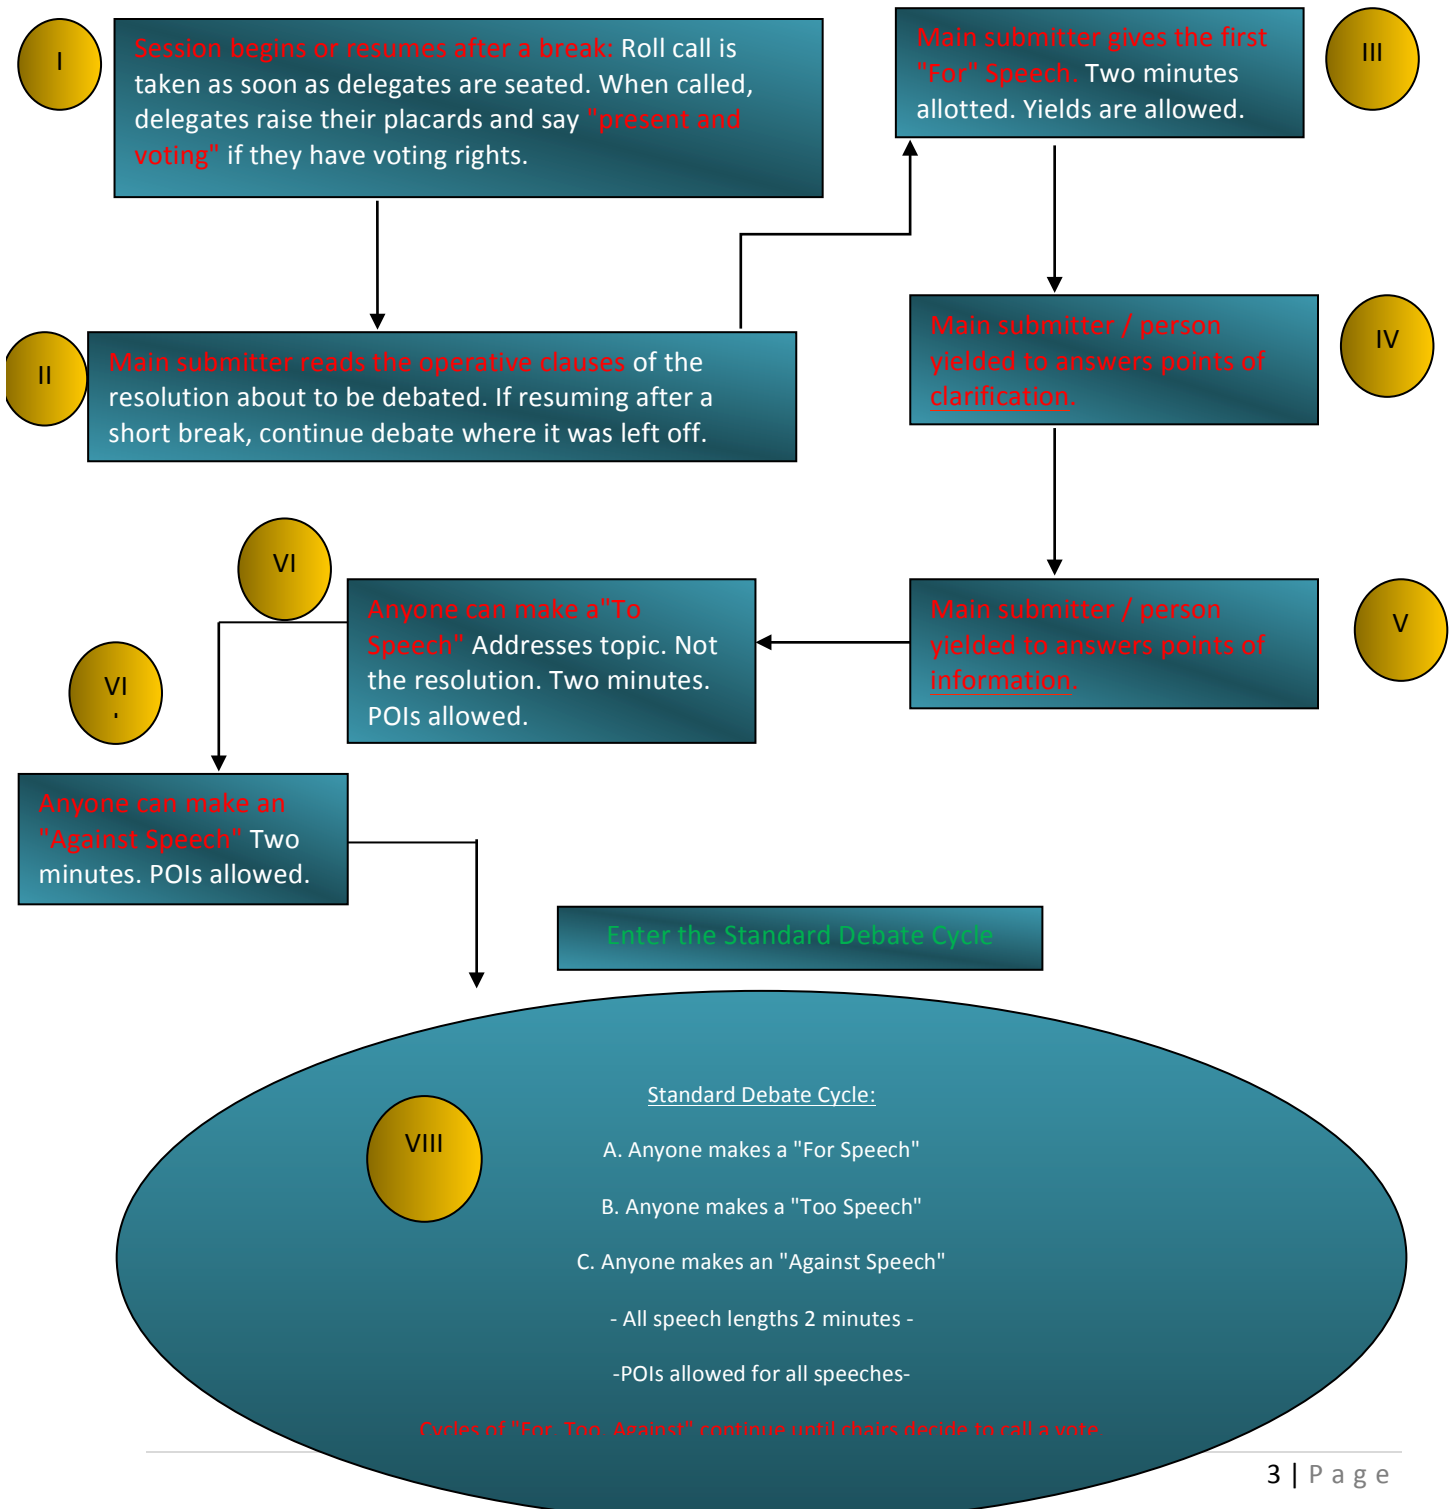 I
Session begins or resumes after a break: Roll call is
taken as soon as delegates are seated. When called,
delegates raise their placards and say "present and
voting" if they have voting rights.
II
Main submitter reads the operative clauses of the
resolution about to be debated. If resuming after a
short break, continue debate where it was left off.
III
Main submitter gives the first
"For" Speech. Two minutes
allotted. Yields are allowed.
IV
Main submitter / person
yielded to answers points of
clarification.
V
Main submitter / person
yielded to answers points of
information.
VI
Anyone can make a"To
Speech" Addresses topic. Not
the resolution. Two minutes.
POIs allowed.
VI
Anyone can make an
"Against Speech" Two
minutes. POIs allowed.
Enter the Standard Debate Cycle
VIII
Standard Debate Cycle:
A. Anyone makes a "For Speech"
B. Anyone makes a "Too Speech"
C. Anyone makes an "Against Speech"
- All speech lengths 2 minutes -
-POIs allowed for all speeches-
Cycles of "For, Too, Against" continue until chairs decide to call a vote.
3 | P a g e